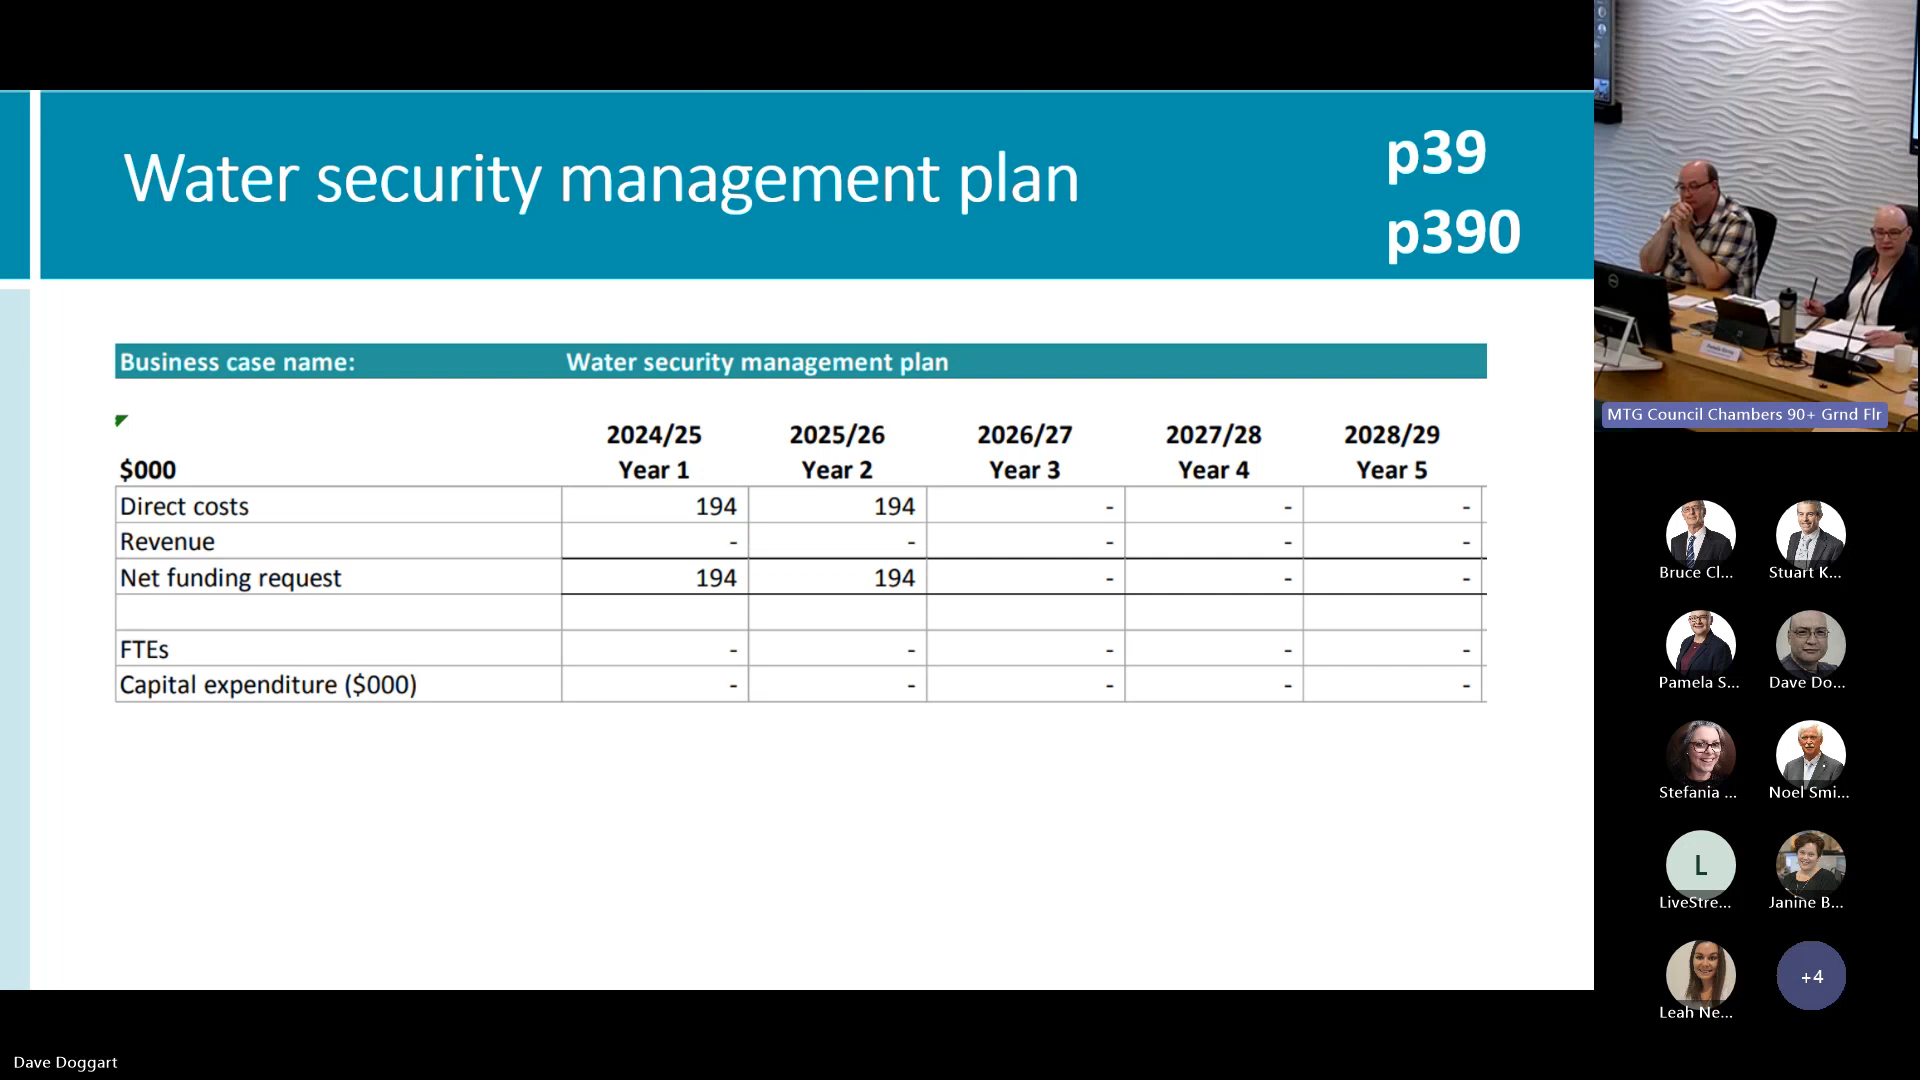 Water security management plan
p39
p390
Business case name: Water security management plan
2024/25 2025/26 2026/27 2027/28 2028/29
$000 Year 1 Year 2 Year 3 Year 4 Year 5
Direct costs 194 194 - - -
Revenue - - - - -
Net funding request 194 194 - - -
FTEs - - - - -
Capital expenditure ($000) - - - - -
MTG Council Chambers 90+ Grnd Flr
Bruce Cl... Stuart K...
Pamela S... Dave Do...
Stefania ... Noel Smi...
L
LiveStre... Janine B...
Leah Ne... +4
Dave Doggart